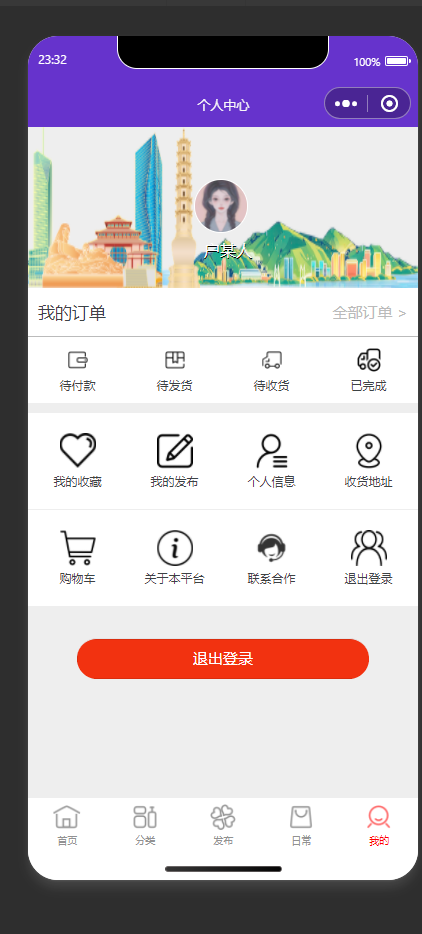 23:32
100%
个人中心
卢某人
我的订单
全部订单 >
待付款
待发货
待收货
已完成
我的收藏
我的发布
个人信息
收货地址
购物车
关于本平台
联系合作
退出登录
退出登录
首页
分类
发布
日常
我的